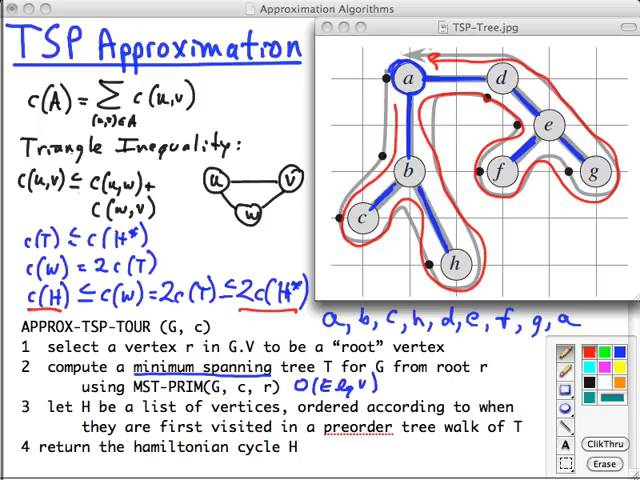 Approximation Algorithms
TSP-Tree.jpg
TSP Approximation
c(A) = Σ c(u,v)
(u,v)∈A
Triangle Inequality:
c(u,v) ≤ c(u,w) +
c(w,v)
u v
w
c(T) ≤ c(H*)
c(W) = 2c(T)
c(H) ≤ c(W) = 2c(T) ≤ 2c(H*)
a d
e
b f g
c
h
a, b, c, h, d, e, f, g, a
APPROX-TSP-TOUR (G, c)
1 select a vertex r in G.V to be a “root” vertex
2 compute a minimum spanning tree T for G from root r
using MST-PRIM(G, c, r) O(E lg V)
3 let H be a list of vertices, ordered according to when
they are first visited in a preorder tree walk of T
4 return the hamiltonian cycle H
A
ClikThru
Erase